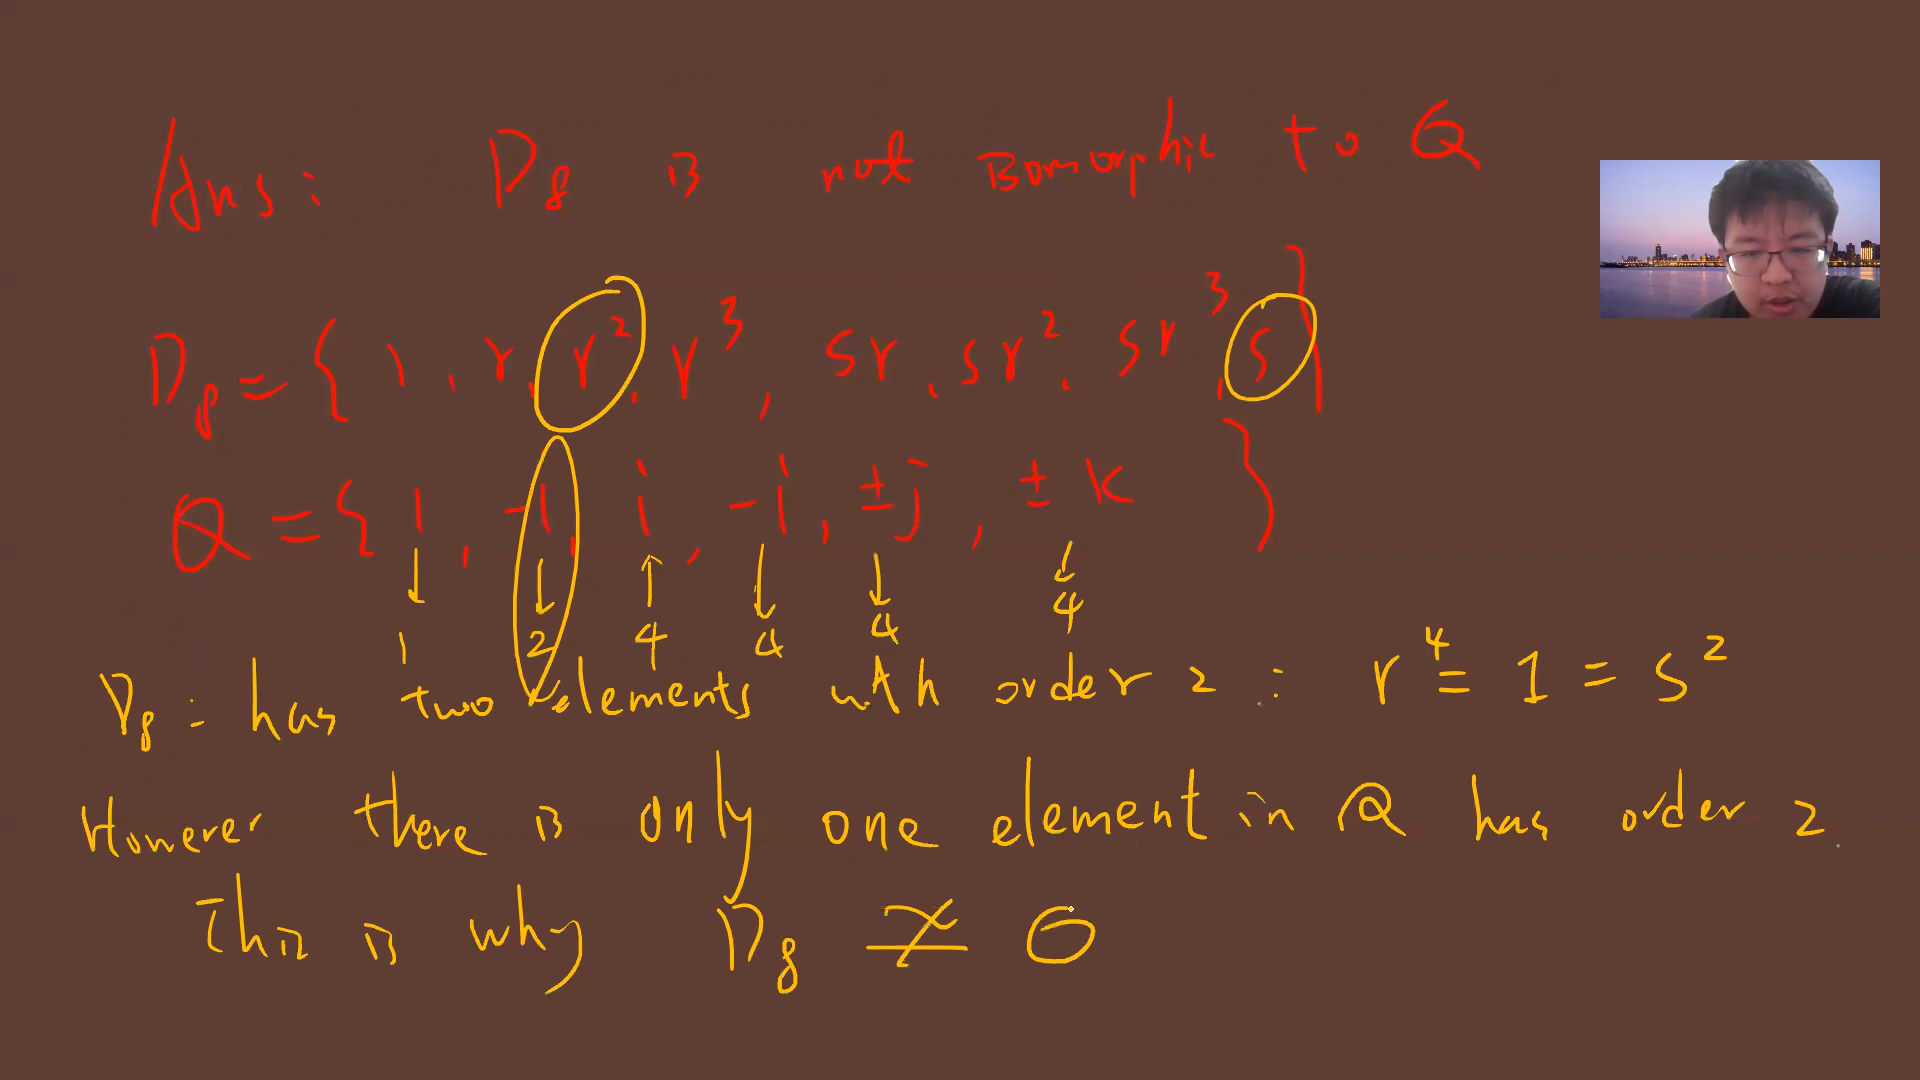 Ans: D₈ is not isomorphic to Q
D₈ = { 1, r, r², r³, sr, sr², sr³, s }
Q = { 1, -1, i, -i, ±j, ±k }
↓ ↓ ↑ ↓ ↓ ↓
1 2 4 4 4 4
D₈ : has two elements with order 2 : r⁴ = 1 = s²
However there is only one element in Q has order 2.
This is why D₈ ≇ Q